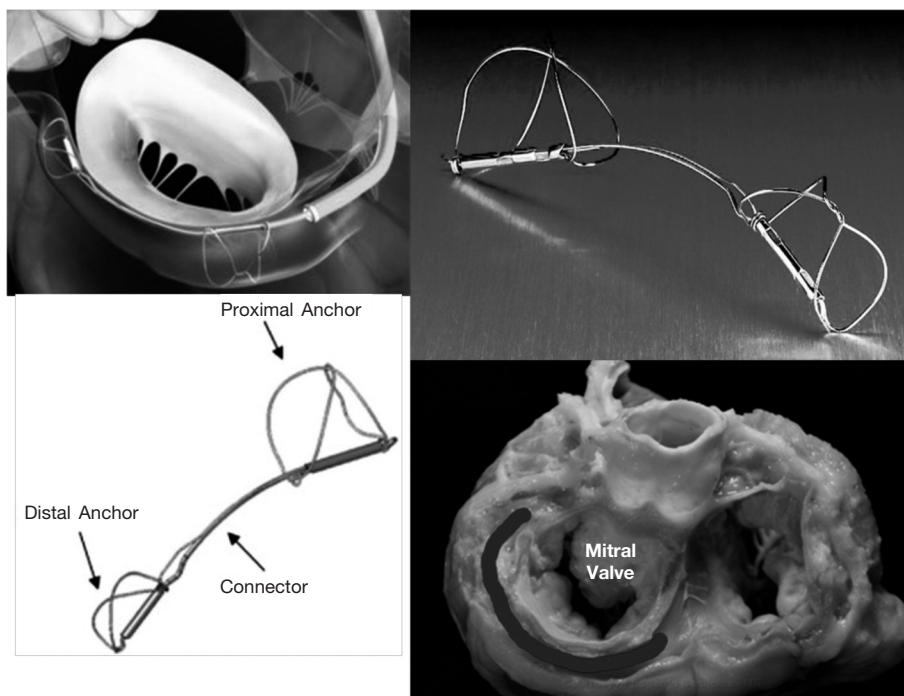 Proximal Anchor
Distal Anchor
Connector
Mitral
Valve